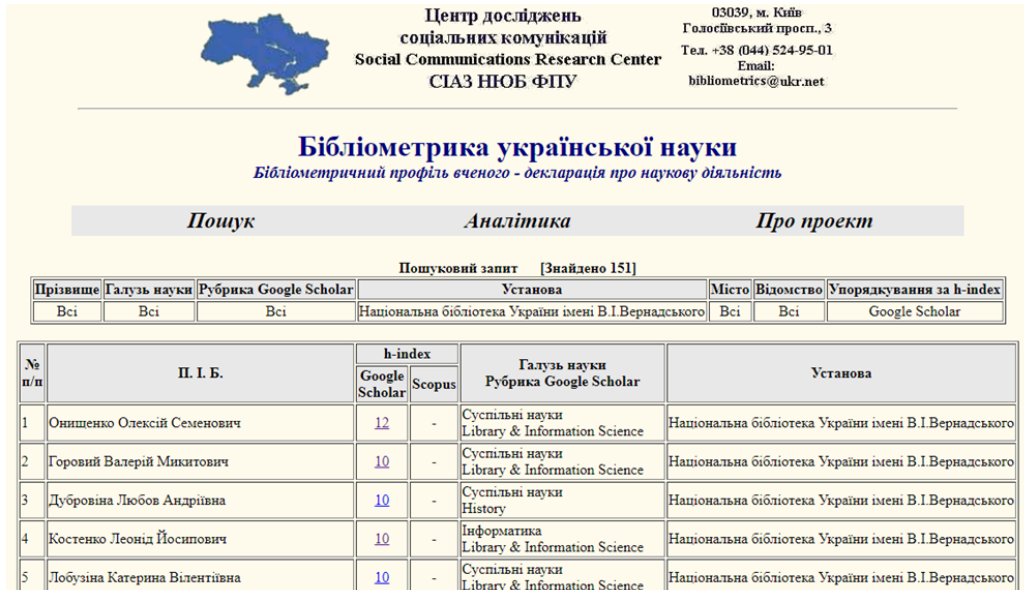 Центр досліджень
соціальних комунікацій
Social Communications Research Center
СІАЗ НЮБ ФПУ
03039, м. Київ
Голосіївський просп., 3
Тел. +38 (044) 524-95-01
Email:
bibliometrics@ukr.net
Бібліометрика української науки
Бібліометричний профіль вченого - декларація про наукову діяльність
Пошук Аналітика Про проект
Пошуковий запит [Знайдено 151]
Прізвище Галузь науки Рубрика Google Scholar Установа Місто Відомство Упорядкування за h-index
Всі Всі Всі Національна бібліотека України імені В.І.Вернадського Всі Всі Google Scholar
№ п/п П. І. Б. h-index Google Scholar Scopus Галузь науки Рубрика Google Scholar Установа
1 Онищенко Олексій Семенович 12 - Суспільні науки Національна бібліотека України імені В.І.Вернадського
Library & Information Science
2 Горовий Валерій Микитович 10 - Суспільні науки Національна бібліотека України імені В.І.Вернадського
Library & Information Science
3 Дубровіна Любов Андріївна 10 - Суспільні науки Національна бібліотека України імені В.І.Вернадського
History
4 Костенко Леонід Йосипович 10 - Інформатика Національна бібліотека України імені В.І.Вернадського
Library & Information Science
5 Лобузіна Катерина Вілентіївна 10 - Суспільні науки Національна бібліотека України імені В.І.Вернадського
Library & Information Science